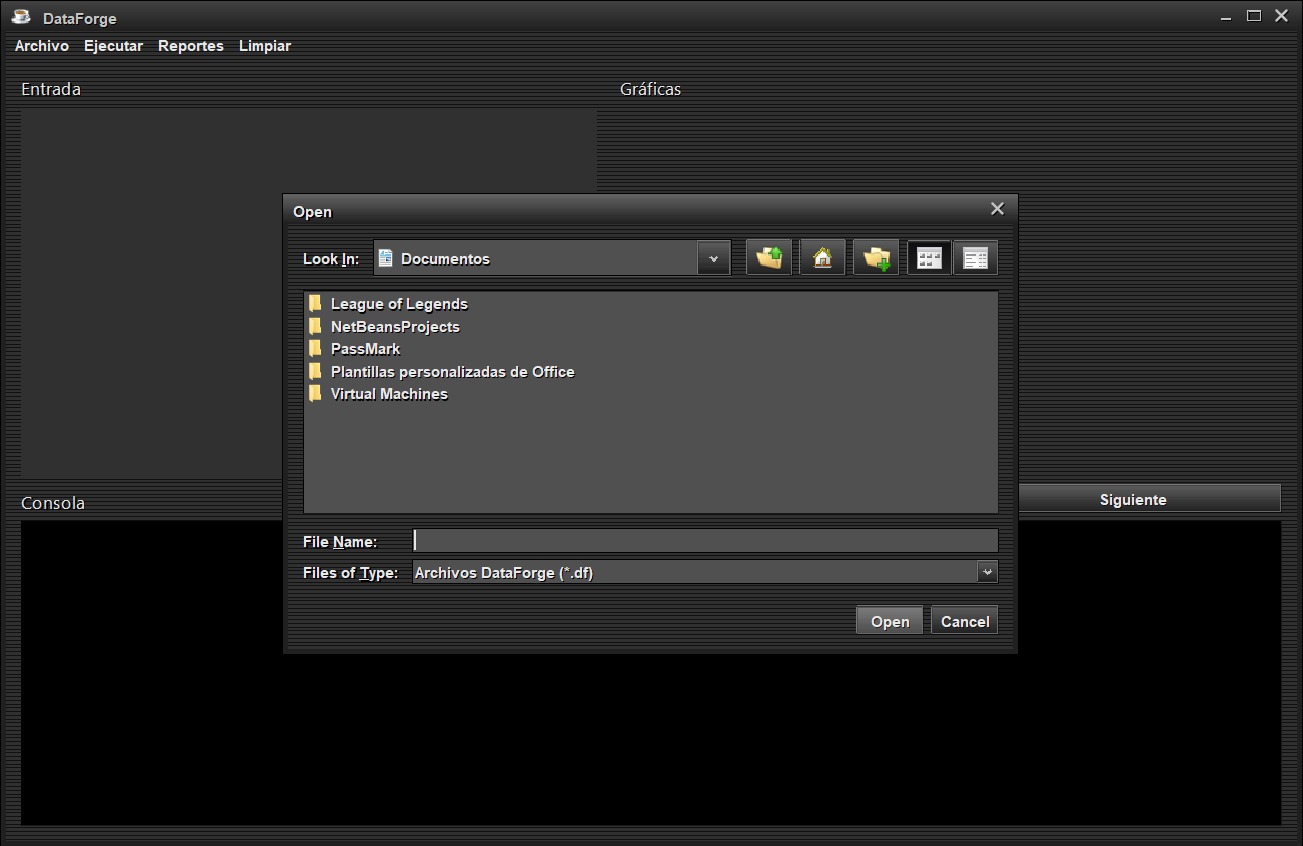 DataForge
Archivo Ejecutar Reportes Limpiar
Entrada Gráficas
Open
Look In: Documentos
League of Legends
NetBeansProjects
PassMark
Plantillas personalizadas de Office
Virtual Machines
Consola Siguiente
File Name:
Files of Type: Archivos DataForge (*.df)
Open Cancel